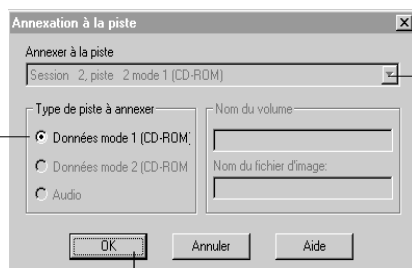 Annexation à la piste
Annexer à la piste
Session 2, piste 2 mode 1 (CD-ROM)
Type de piste à annexer
Données mode 1 (CD-ROM)
Données mode 2 (CD-ROM
Audio
Nom du volume
Nom du fichier d'image:
OK
Annuler
Aide